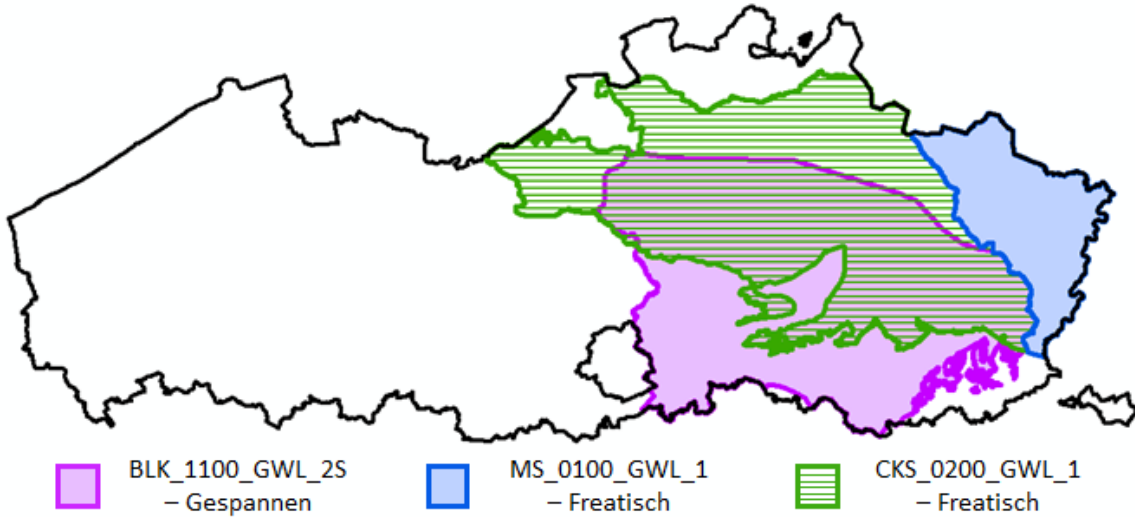 BLK_1100_GWL_2S
– Gespannen
MS_0100_GWL_1
– Freatisch
CKS_0200_GWL_1
– Freatisch